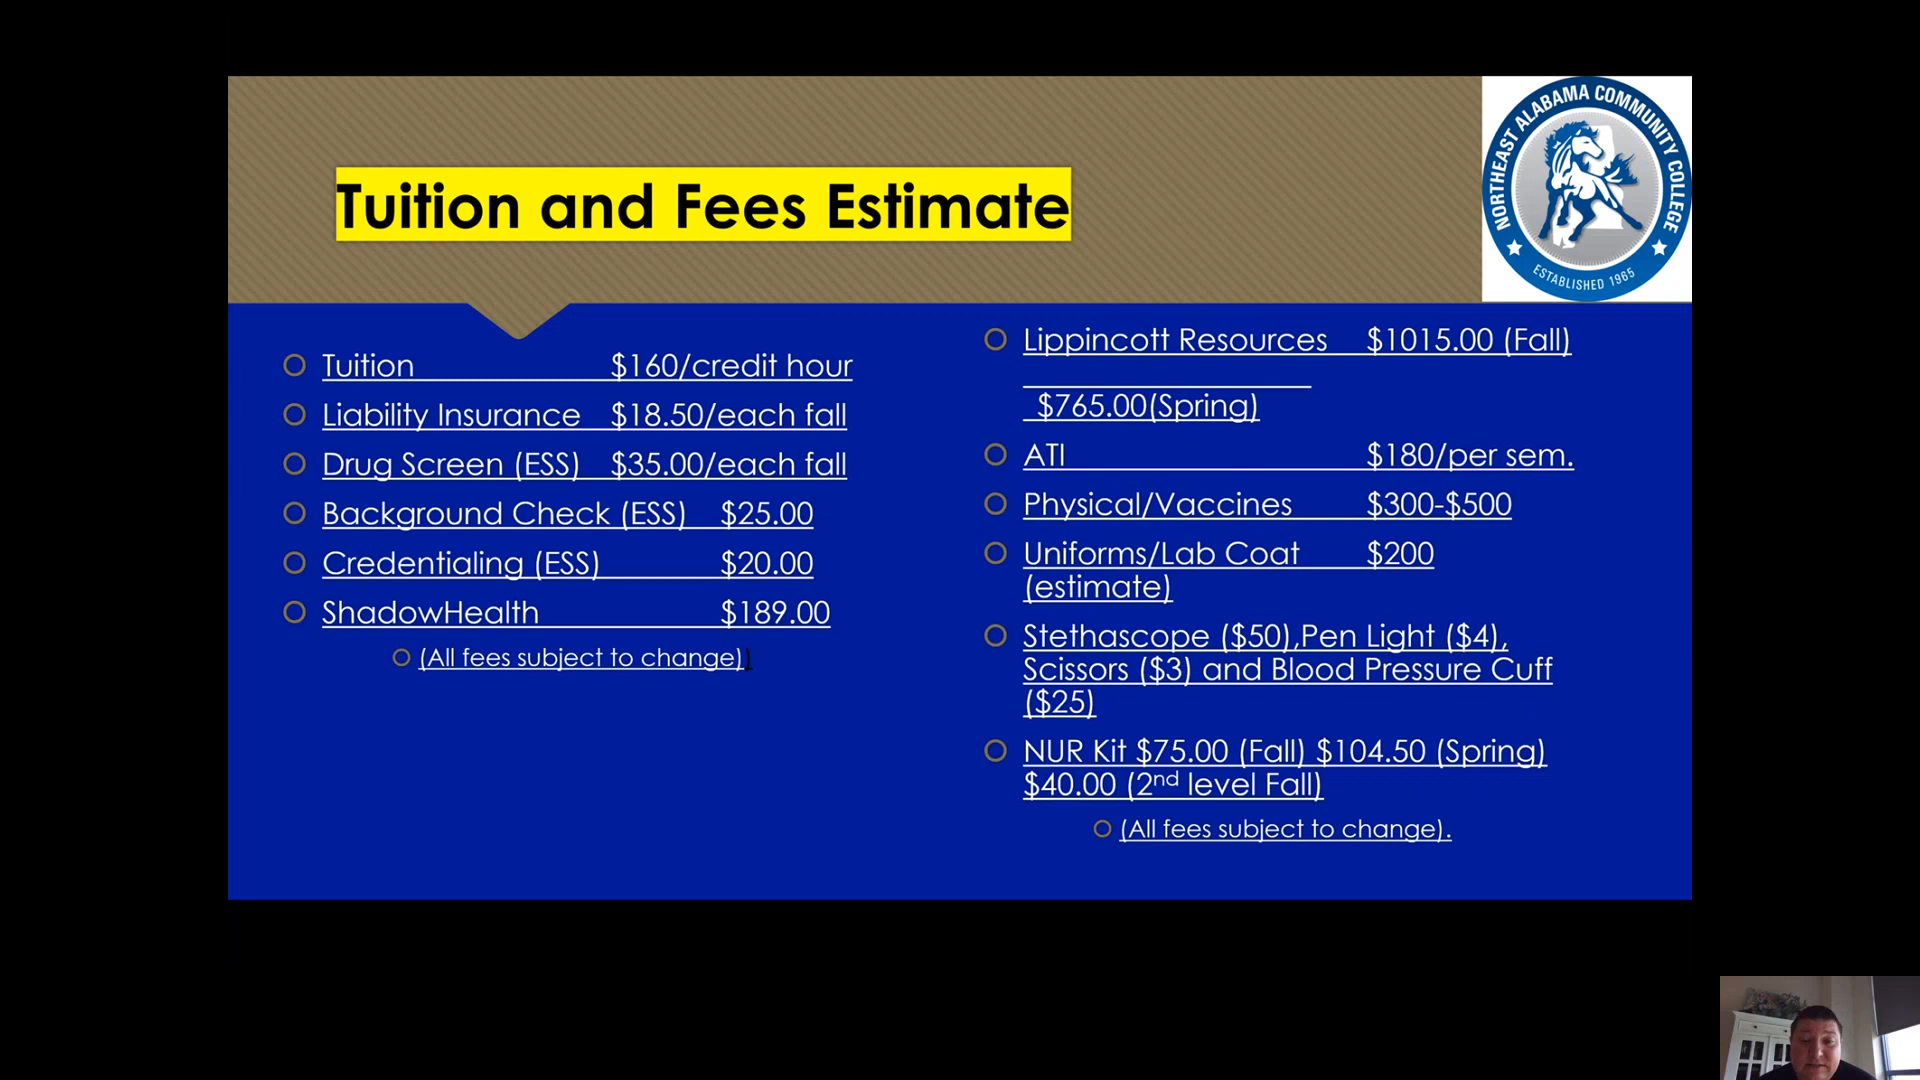 Tuition and Fees Estimate
NORTHEAST ALABAMA COMMUNITY COLLEGE
ESTABLISHED 1965
Tuition $160/credit hour
Liability Insurance $18.50/each fall
Drug Screen (ESS) $35.00/each fall
Background Check (ESS) $25.00
Credentialing (ESS) $20.00
ShadowHealth $189.00
(All fees subject to change))
Lippincott Resources $1015.00 (Fall)
$765.00(Spring)
ATI $180/per sem.
Physical/Vaccines $300-$500
Uniforms/Lab Coat $200
(estimate)
Stethascope ($50),Pen Light ($4),
Scissors ($3) and Blood Pressure Cuff
($25)
NUR Kit $75.00 (Fall) $104.50 (Spring)
$40.00 (2nd level Fall)
(All fees subject to change).